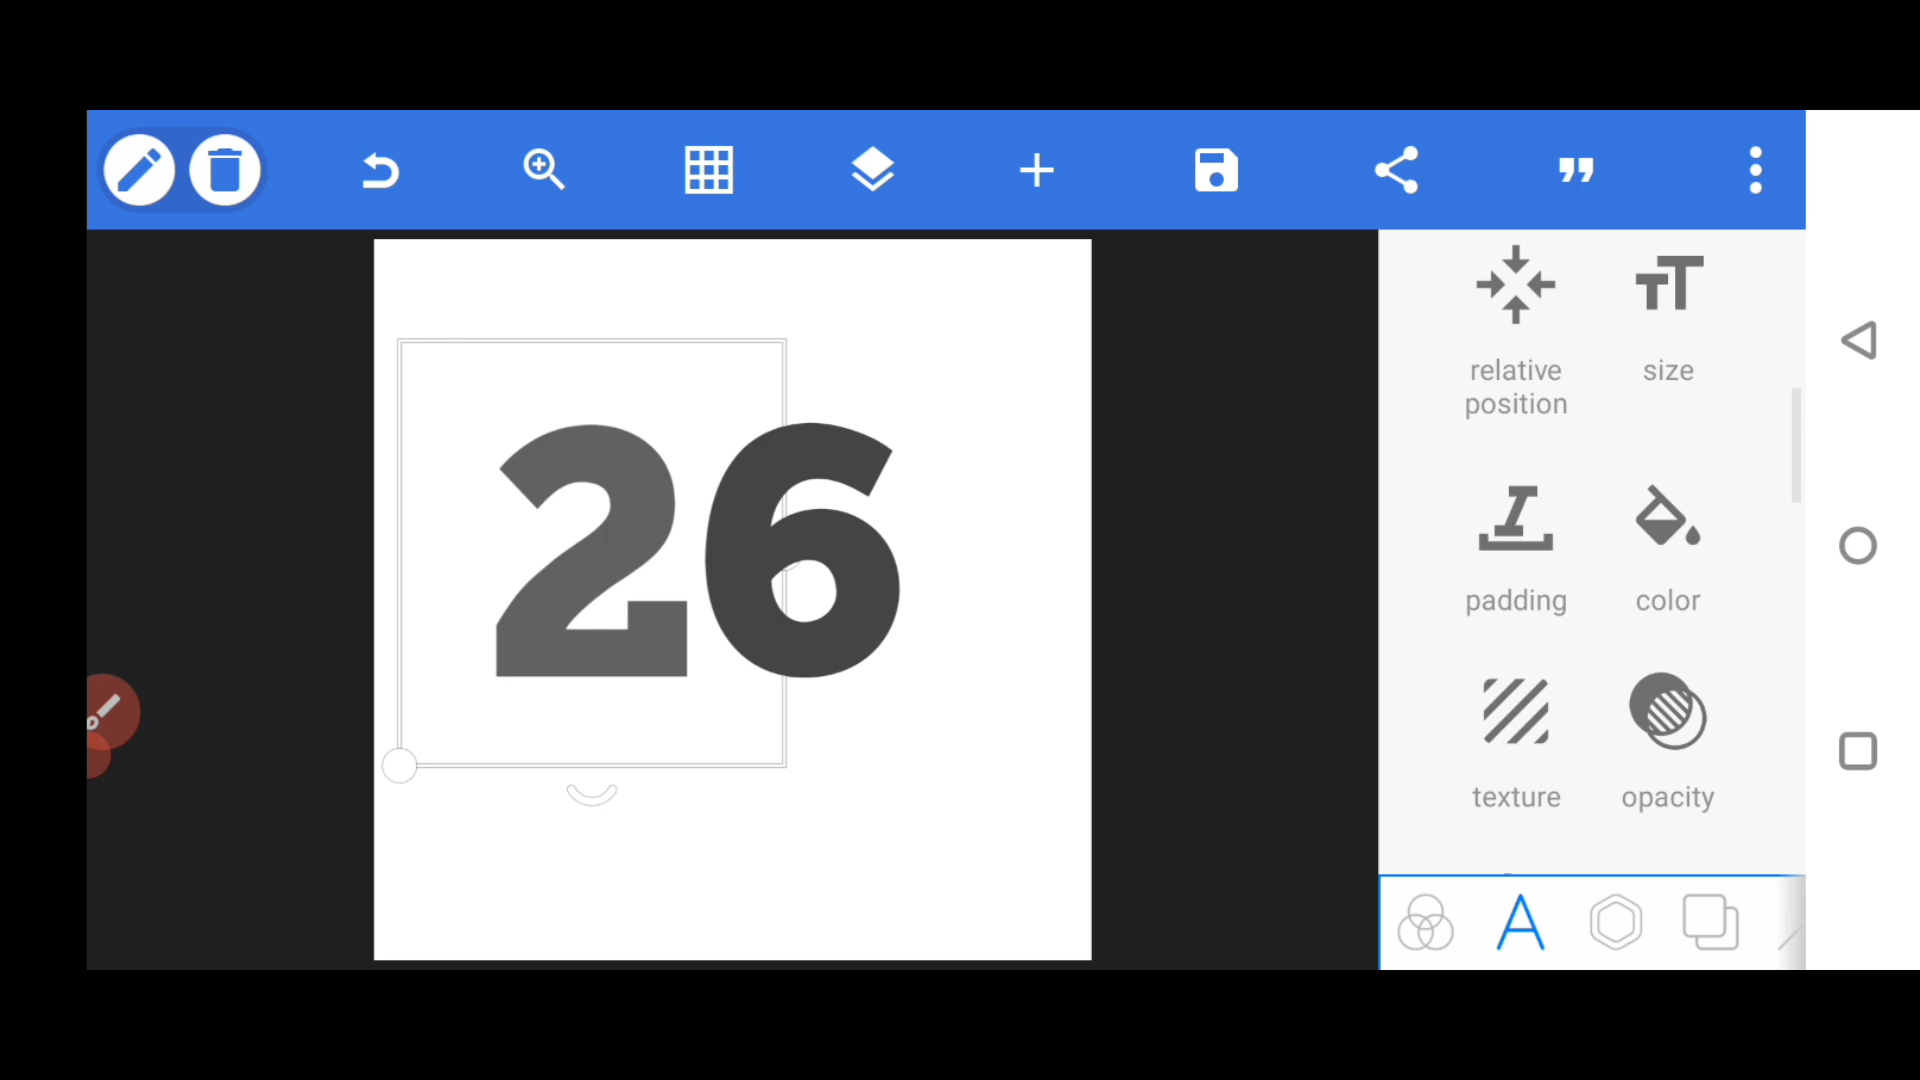 26
relative
position
size
padding
color
texture
opacity